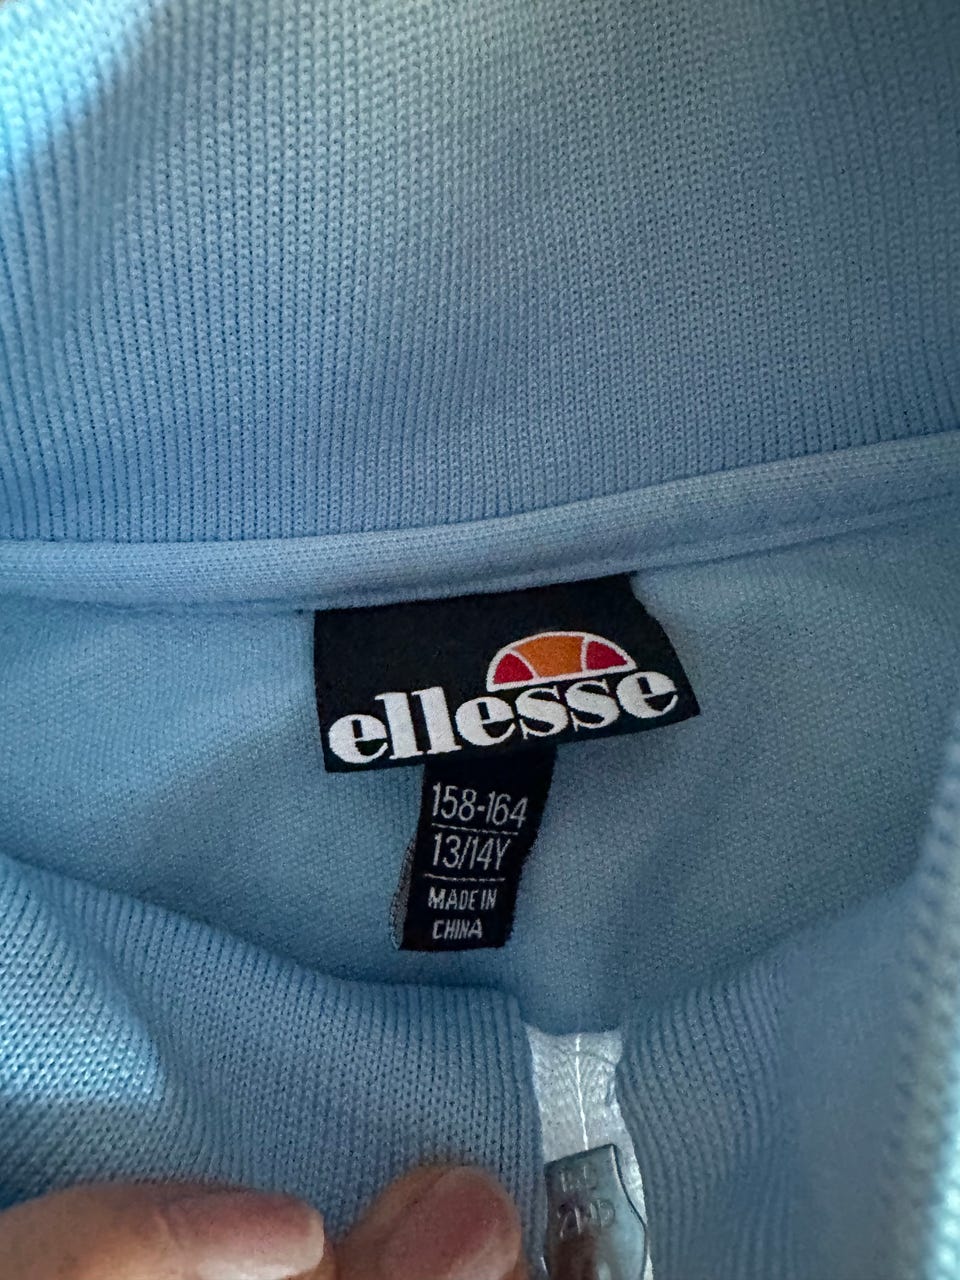 ellesse
158-164
13/14Y
MADE IN
CHINA